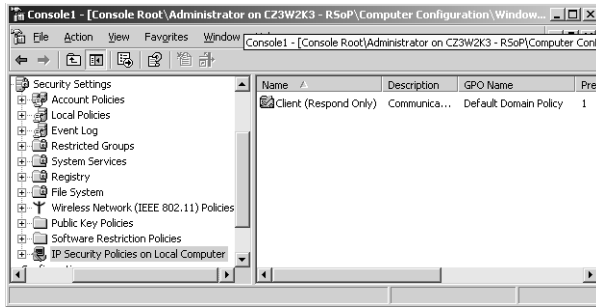 Console1 - [Console Root\Administrator on CZ3W2K3 - RSoP\Computer Configuration\Window...
File Action View Favorites Window
Console1 - [Console Root\Administrator on CZ3W2K3 - RSoP\Computer
Security Settings
Account Policies
Local Policies
Event Log
Restricted Groups
System Services
Registry
File System
Wireless Network (IEEE 802.11) Policies
Public Key Policies
Software Restriction Policies
IP Security Policies on Local Computer
Name Description GPO Name Pre
Client (Respond Only) Communica... Default Domain Policy 1